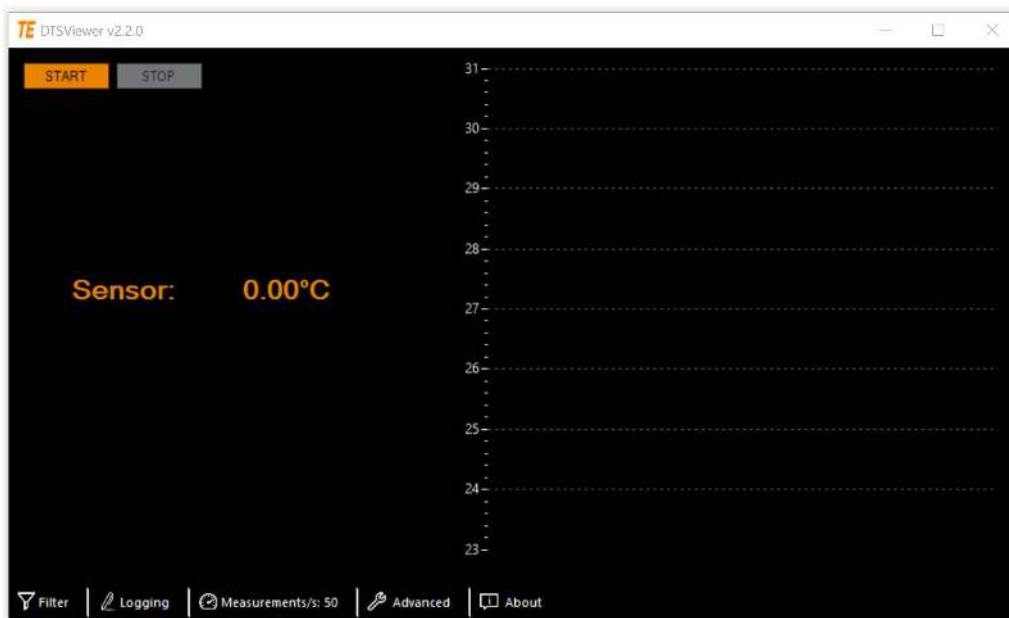 TE DTSViewer v2.2.0
START STOP
31
30
29
28
Sensor: 0.00°C
27
26
25
24
23
Filter Logging Measurements/s: 50 Advanced About